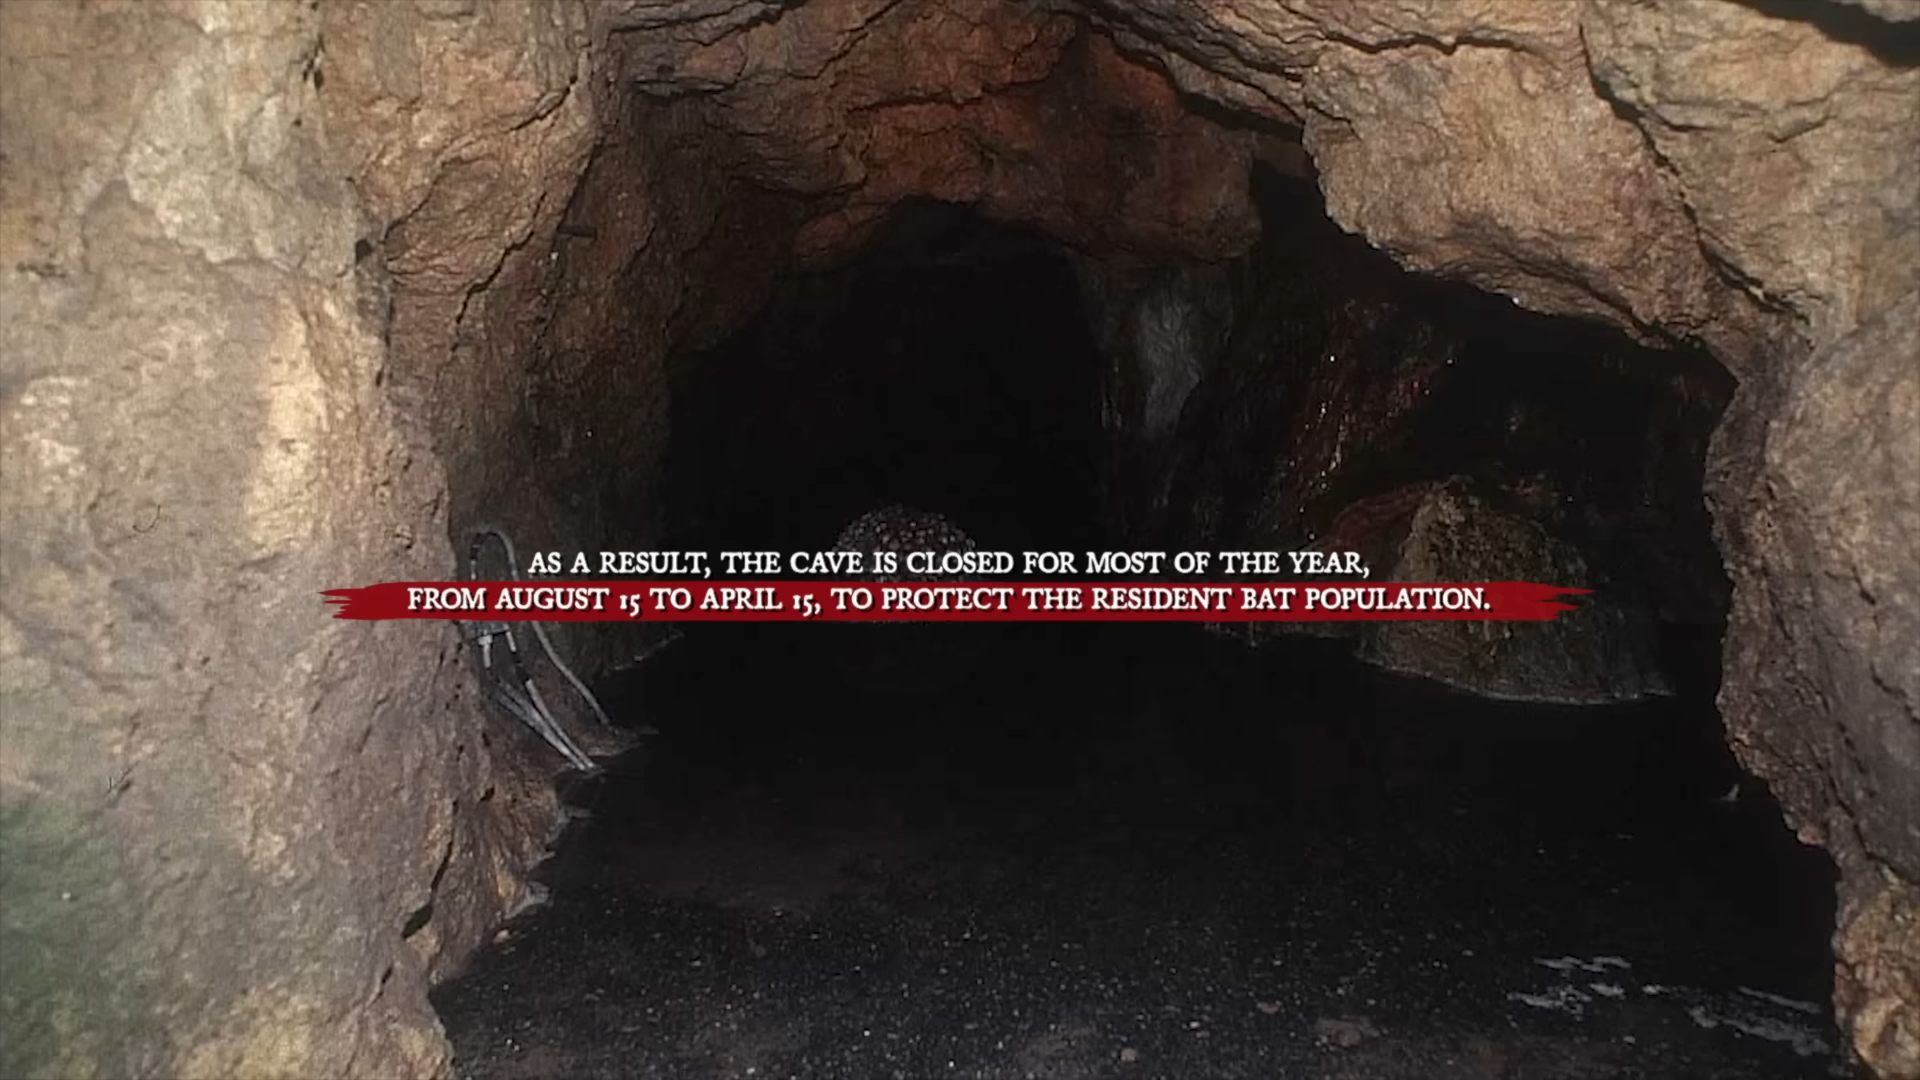 AS A RESULT, THE CAVE IS CLOSED FOR MOST OF THE YEAR,
FROM AUGUST 15 TO APRIL 15, TO PROTECT THE RESIDENT BAT POPULATION.